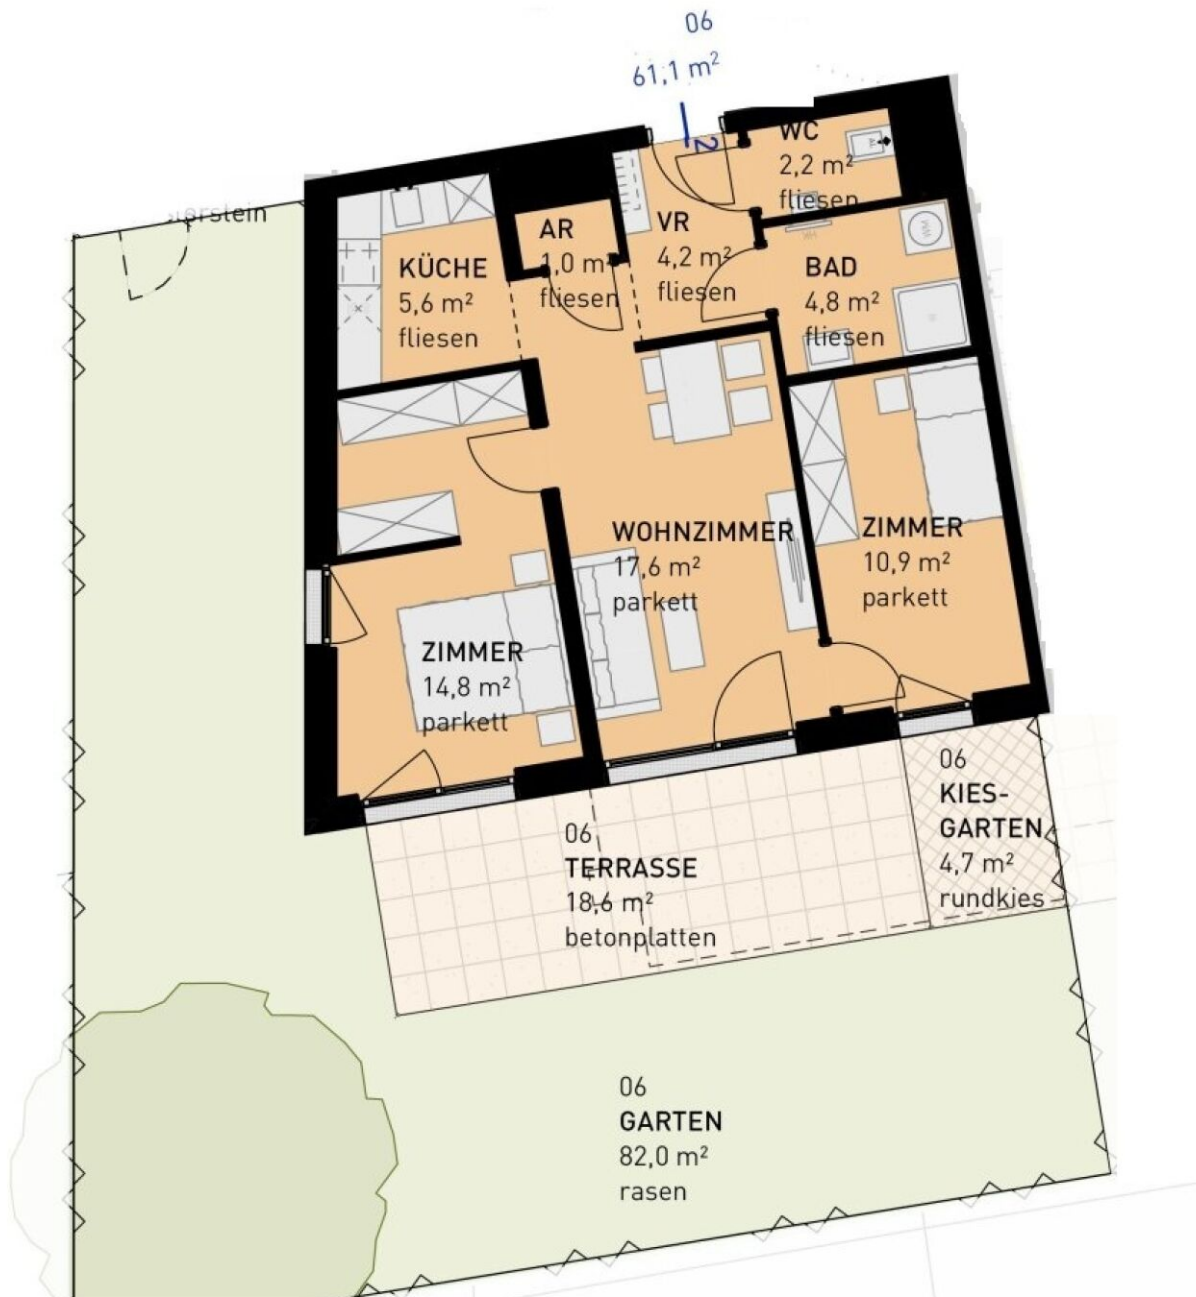 06
61,1 m²
2
WC
2,2 m²
fliesen
AR
1,0 m²
fliesen
VR
4,2 m²
fliesen
KÜCHE
5,6 m²
fliesen
BAD
4,8 m²
fliesen
WM
WOHNZIMMER
17,6 m²
parkett
ZIMMER
10,9 m²
parkett
ZIMMER
14,8 m²
parkett
06
KIES-
GARTEN
4,7 m²
rundkies
06
TERRASSE
18,6 m²
betonplatten
06
GARTEN
82,0 m²
rasen